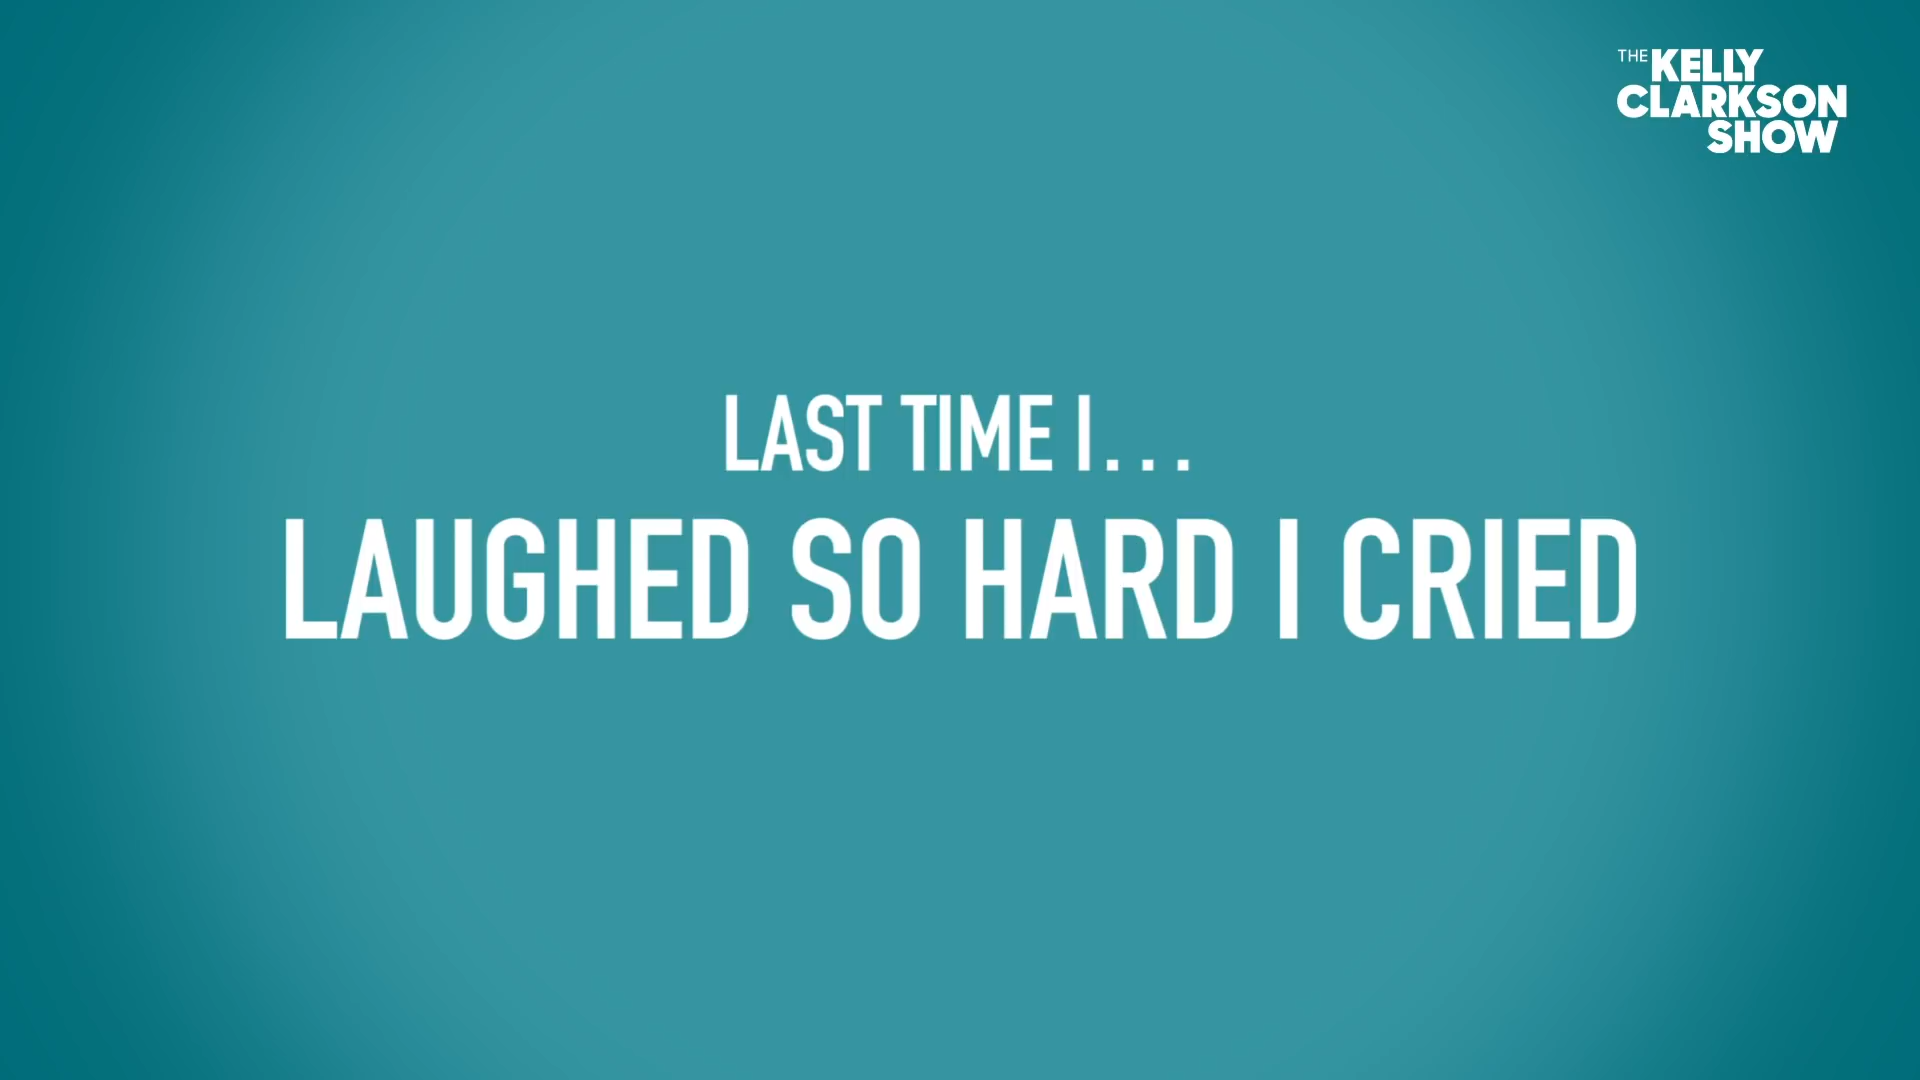 THE KELLY
CLARKSON
SHOW
LAST TIME I...
LAUGHED SO HARD I CRIED